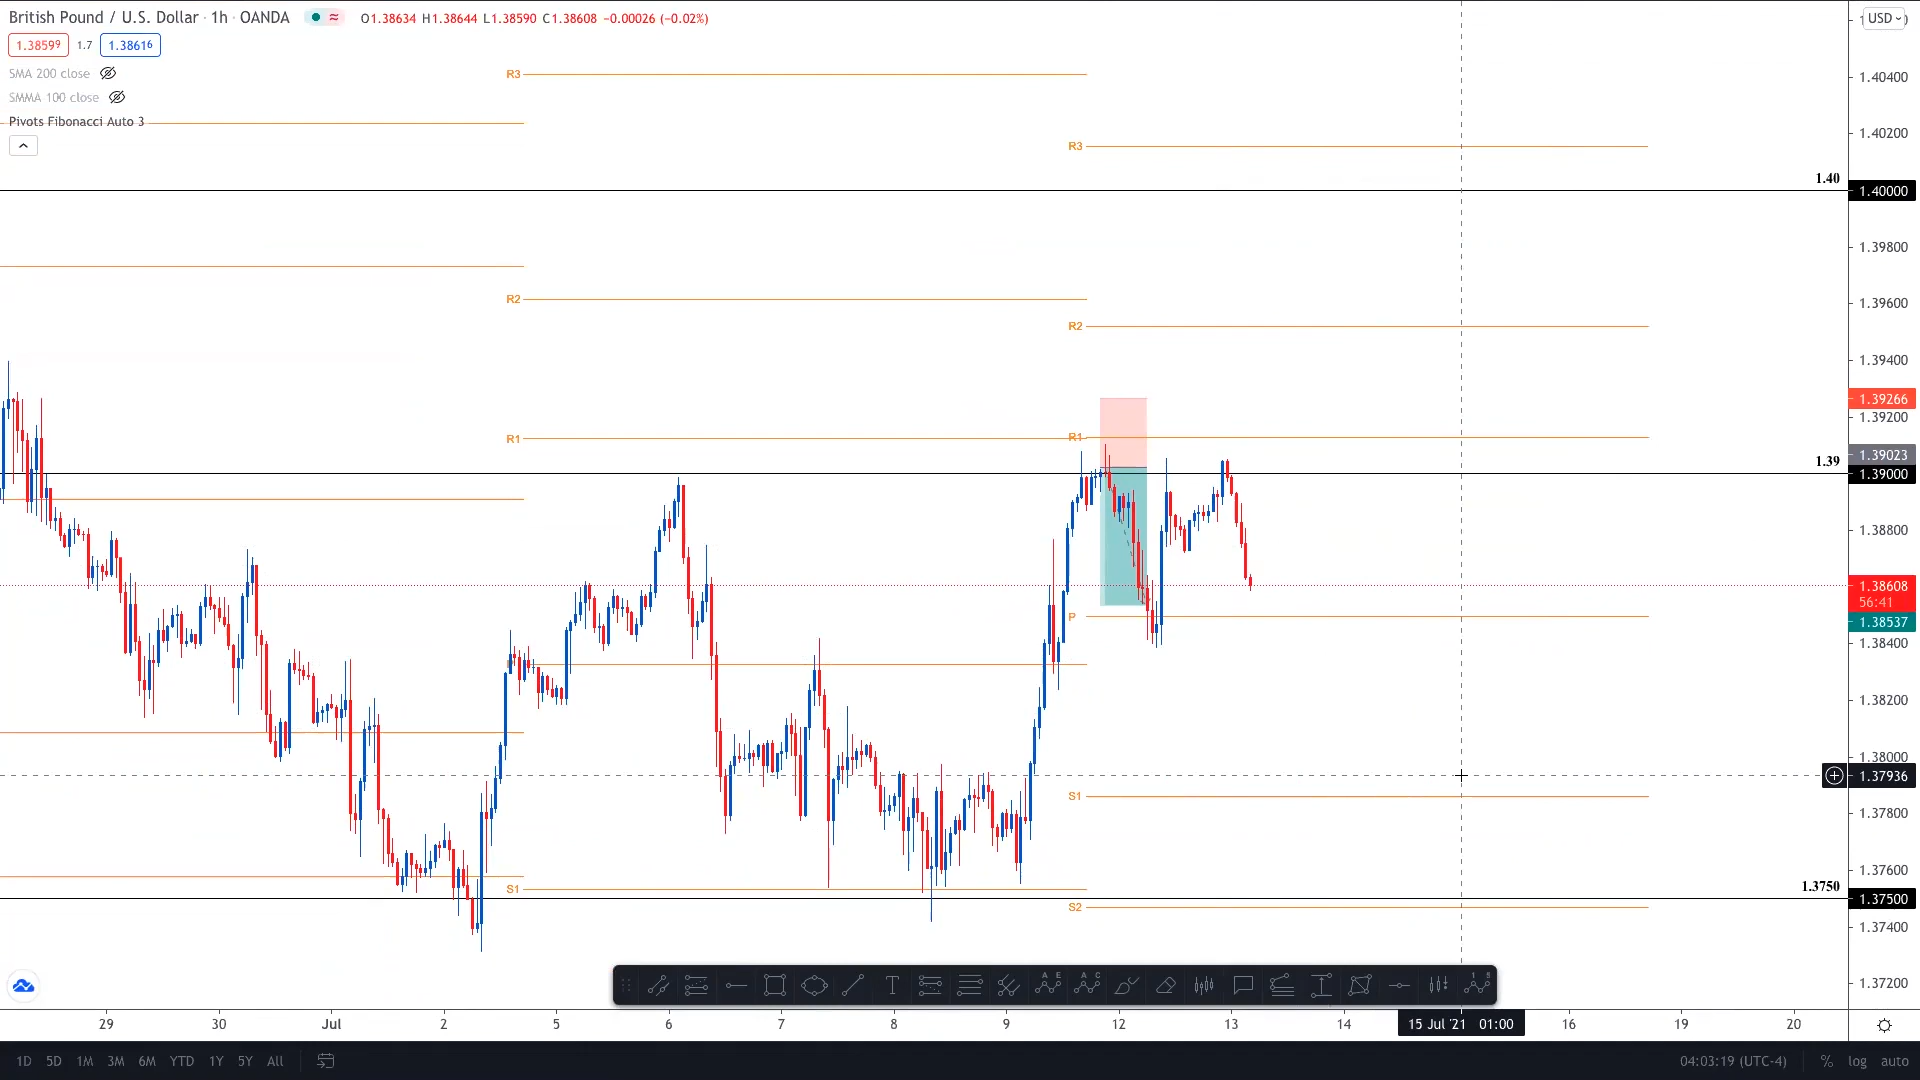 British Pound / U.S. Dollar · 1h · OANDA ≈ O1.38634 H1.38644 L1.38590 C1.38608 −0.00026 (−0.02%)
USD
1.38599 1.7 1.38616
SMA 200 close
SMMA 100 close
Pivots Fibonacci Auto 3
R3
R3
R2
R2
R1
R1
P
S1
S1
S2
1.40
1.39
1.3750
1.40400
1.40200
1.40000
1.39800
1.39600
1.39400
1.39266
1.39200
1.39023
1.39000
1.38800
1.38608
56:41
1.38537
1.38400
1.38200
1.38000
1.37936
1.37800
1.37600
1.37500
1.37400
1.37200
A E A C 1 5
T
29 30 Jul 2 5 6 7 8 9 12 13 14 15 Jul '21 01:00 16 19 20
1D 5D 1M 3M 6M YTD 1Y 5Y All 04:03:19 (UTC-4) % log auto